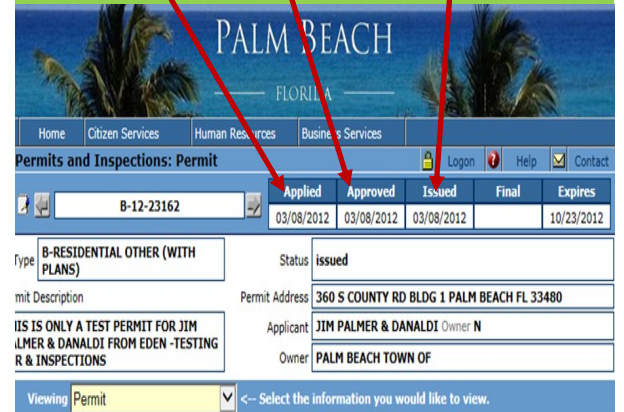 PALM BEACH
FLORIDA
Home Citizen Services Human Resources Business Services
Permits and Inspections: Permit Logon Help Contact
Applied Approved Issued Final Expires
B-12-23162 03/08/2012 03/08/2012 03/08/2012 10/23/2012
Type B-RESIDENTIAL OTHER (WITH PLANS) Status issued
mit Description Permit Address 360 S COUNTY RD BLDG 1 PALM BEACH FL 33480
IS IS ONLY A TEST PERMIT FOR JIM Applicant JIM PALMER & DANALDI Owner N
LMER & DANALDI FROM EDEN -TESTING
R & INSPECTIONS Owner PALM BEACH TOWN OF
Viewing Permit <-- Select the information you would like to view.